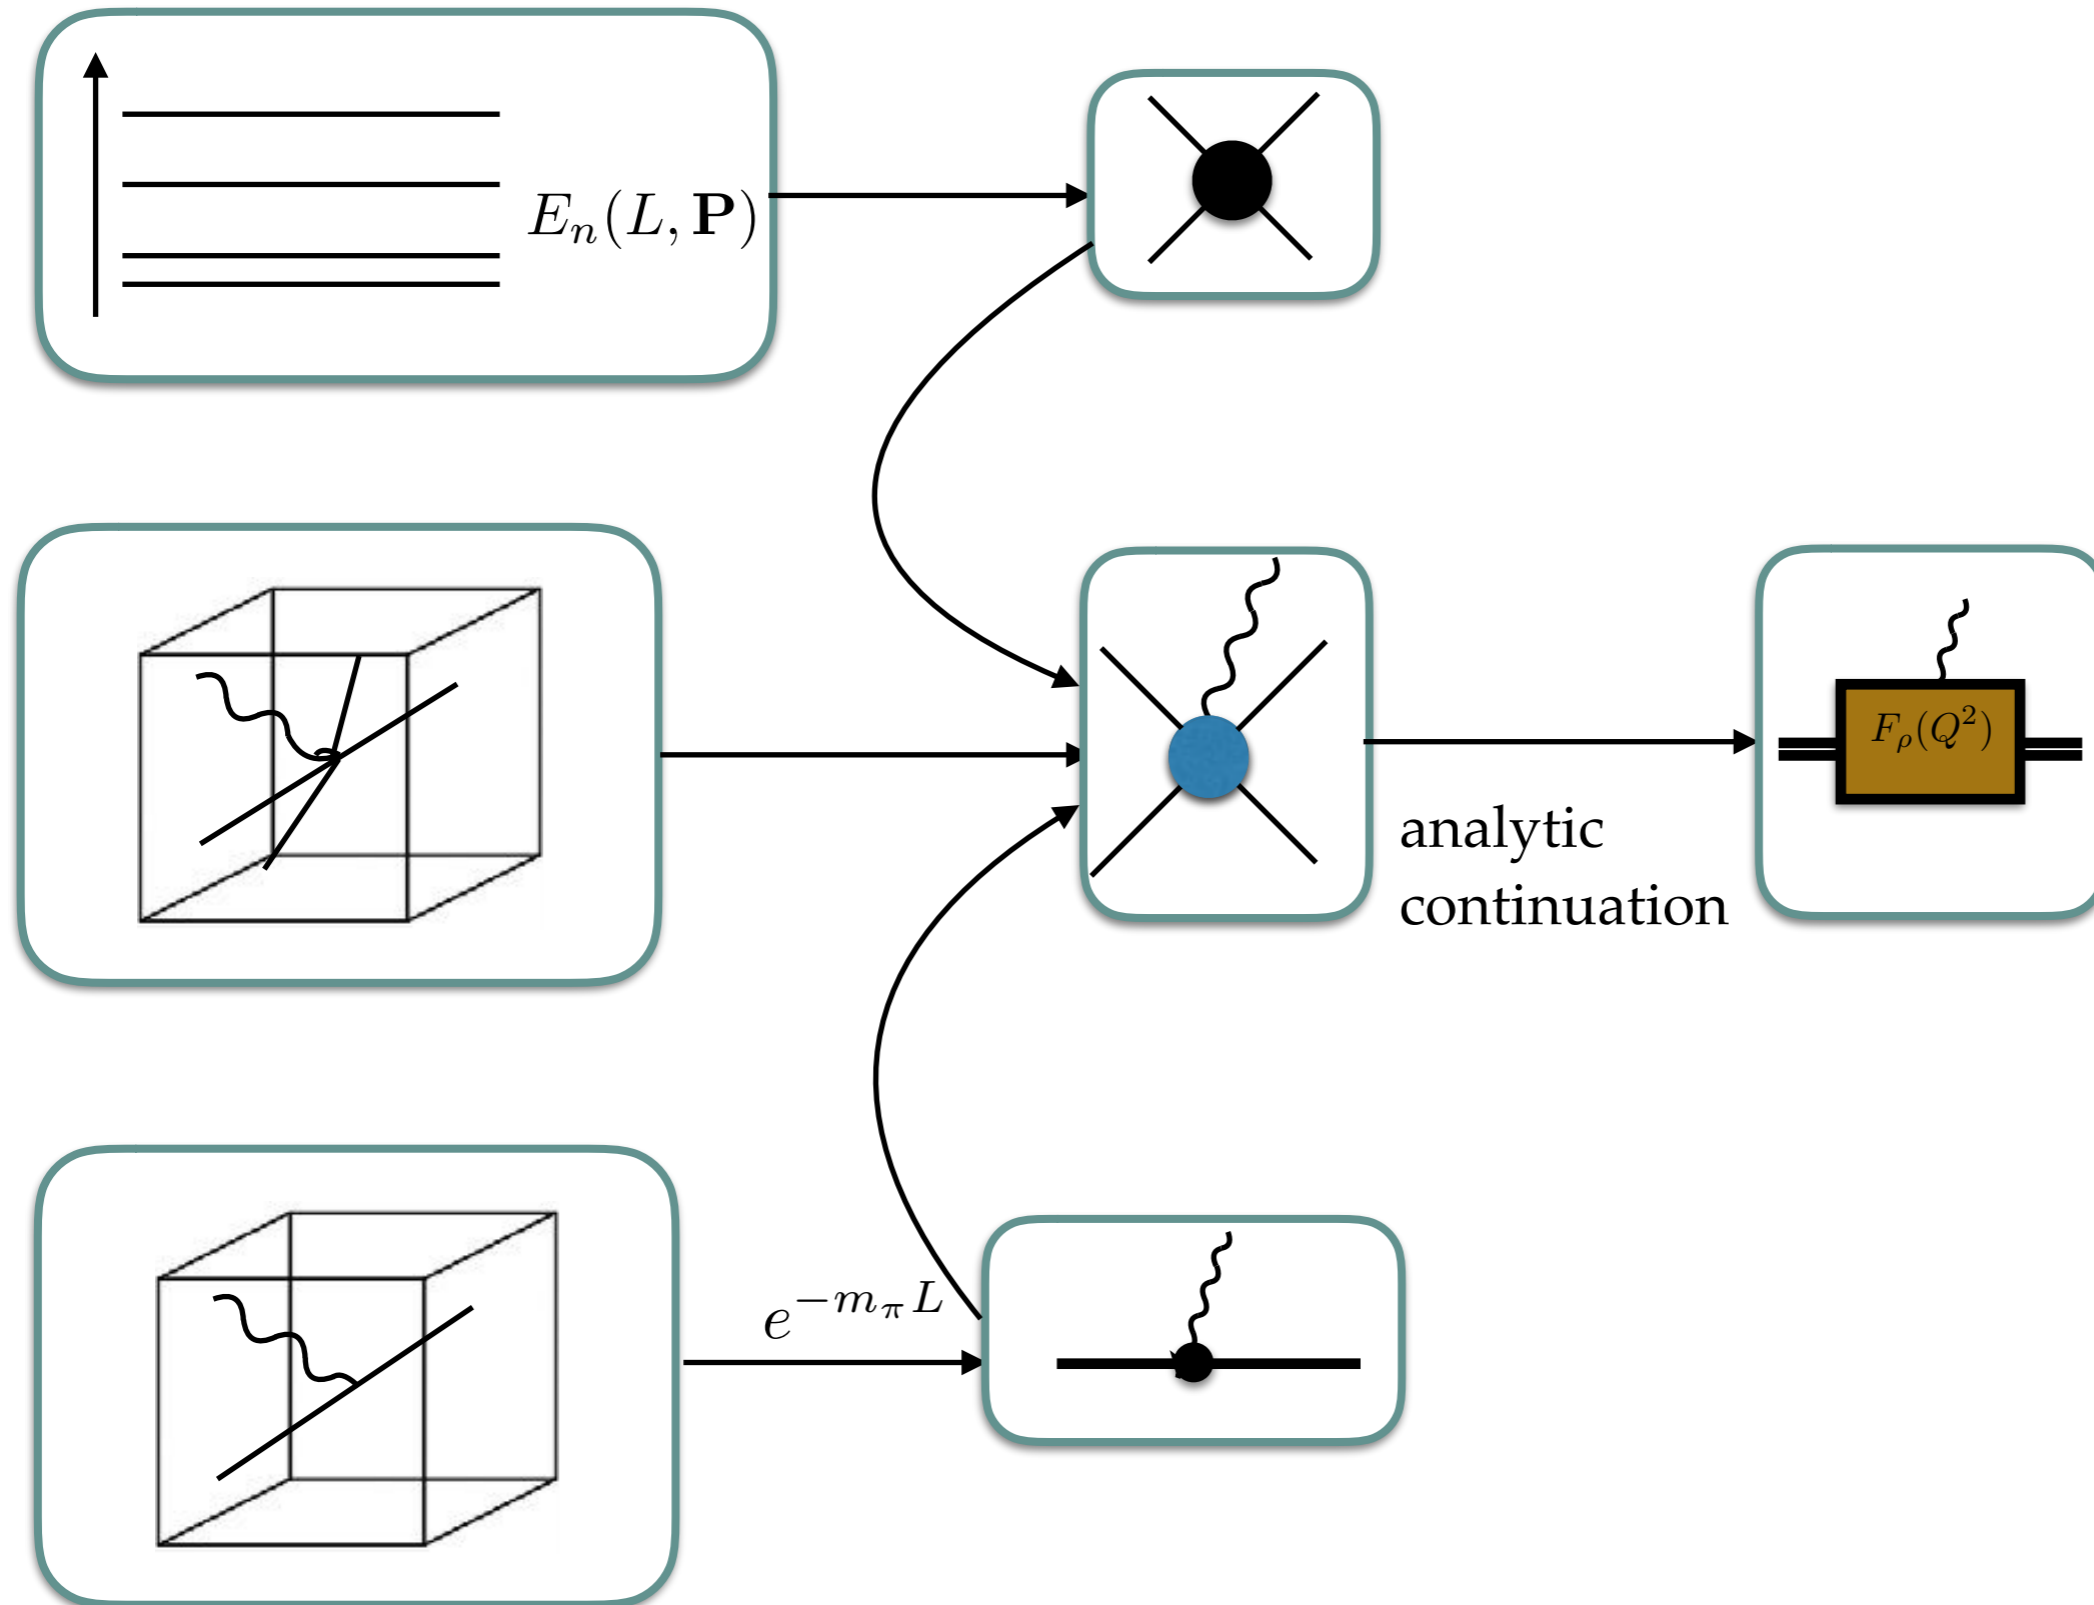 E_n(L, P)
F_ρ(Q²)
analytic
continuation
e^{-m_π L}